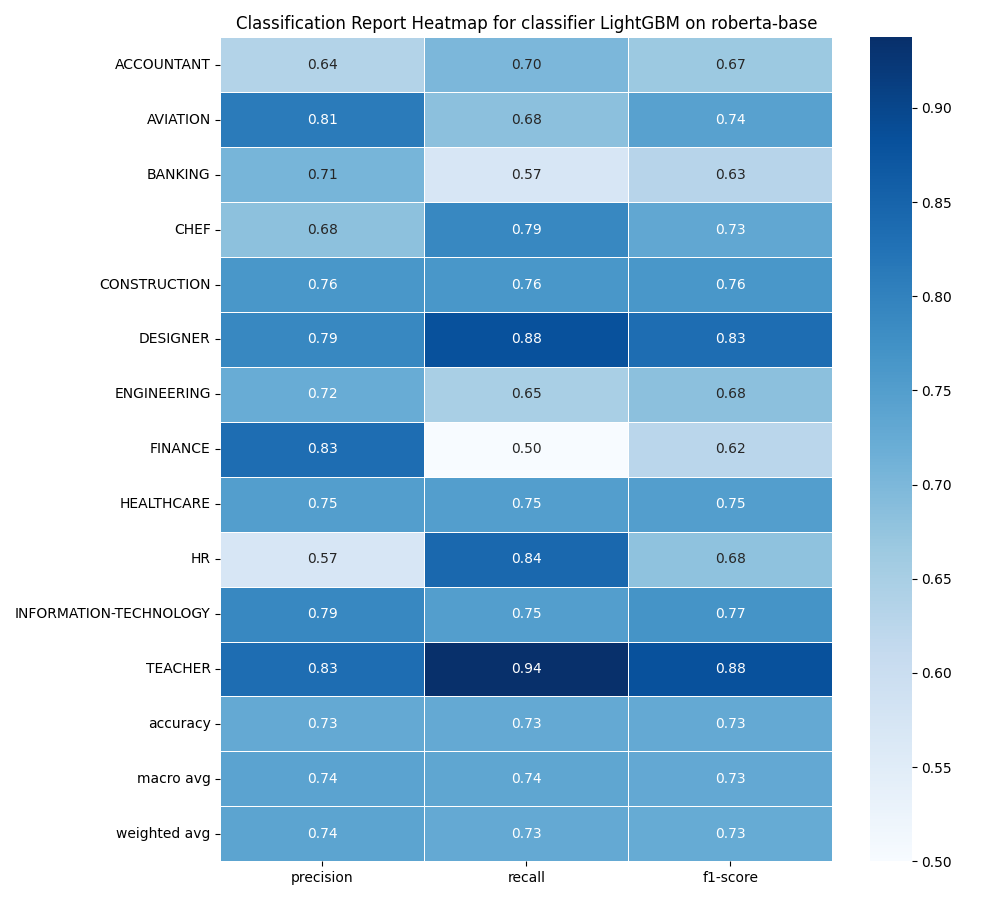 Classification Report Heatmap for classifier LightGBM on roberta-base
ACCOUNTANT 0.64 0.70 0.67
AVIATION 0.81 0.68 0.74
BANKING 0.71 0.57 0.63
CHEF 0.68 0.79 0.73
CONSTRUCTION 0.76 0.76 0.76
DESIGNER 0.79 0.88 0.83
ENGINEERING 0.72 0.65 0.68
FINANCE 0.83 0.50 0.62
HEALTHCARE 0.75 0.75 0.75
HR 0.57 0.84 0.68
INFORMATION-TECHNOLOGY 0.79 0.75 0.77
TEACHER 0.83 0.94 0.88
accuracy 0.73 0.73 0.73
macro avg 0.74 0.74 0.73
weighted avg 0.74 0.73 0.73
precision recall f1-score
0.90
0.85
0.80
0.75
0.70
0.65
0.60
0.55
0.50